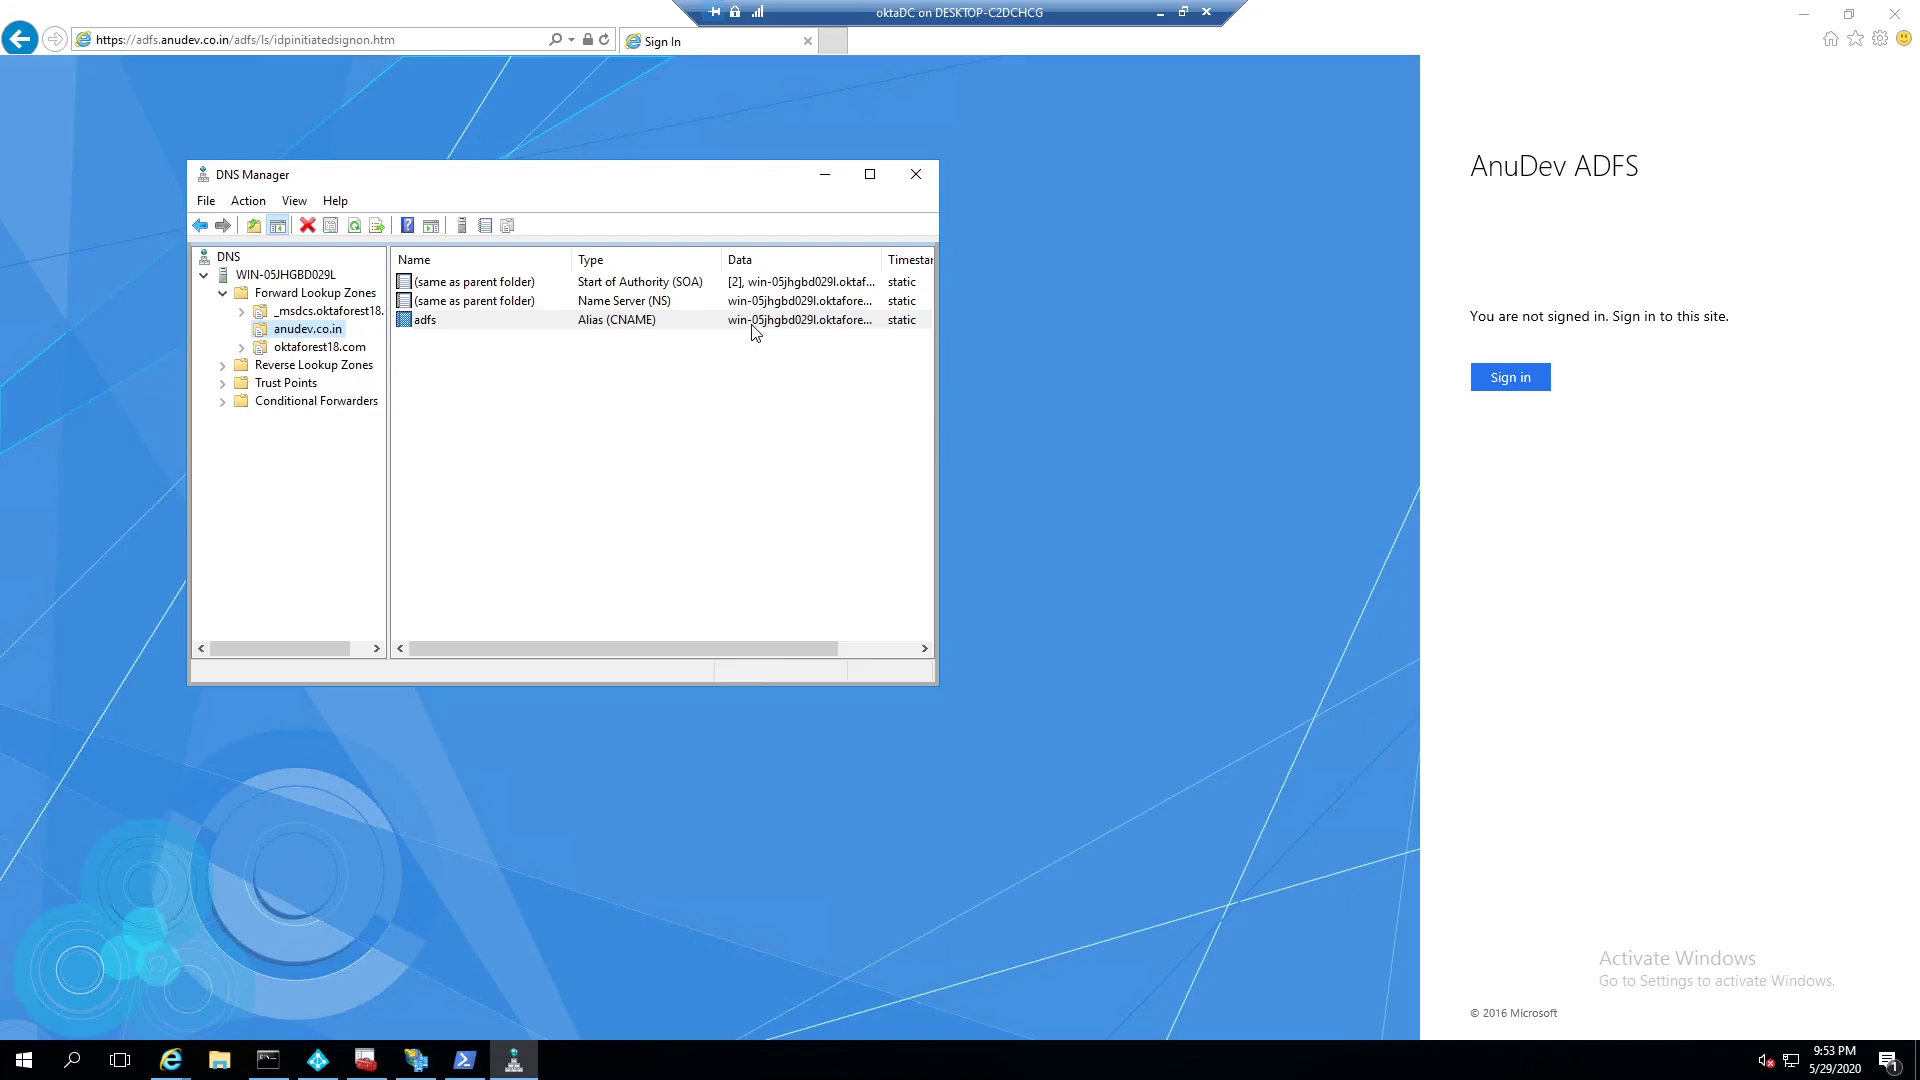 oktaDC on DESKTOP-C2DCHCG
https://adfs.anudev.co.in/adfs/ls/idpinitiatedsignon.htm
Sign In
AnuDev ADFS
You are not signed in. Sign in to this site.
Sign in
DNS Manager
File Action View Help
DNS
WIN-05JHGBD029L
Forward Lookup Zones
_msdcs.oktaforest18.
anudev.co.in
oktaforest18.com
Reverse Lookup Zones
Trust Points
Conditional Forwarders
Name Type Data Timestar
(same as parent folder) Start of Authority (SOA) [2], win-05jhgbd029l.oktaf... static
(same as parent folder) Name Server (NS) win-05jhgbd029l.oktafore... static
adfs Alias (CNAME) win-05jhgbd029l.oktafore... static
Activate Windows
Go to Settings to activate Windows.
© 2016 Microsoft
9:53 PM
5/29/2020
1